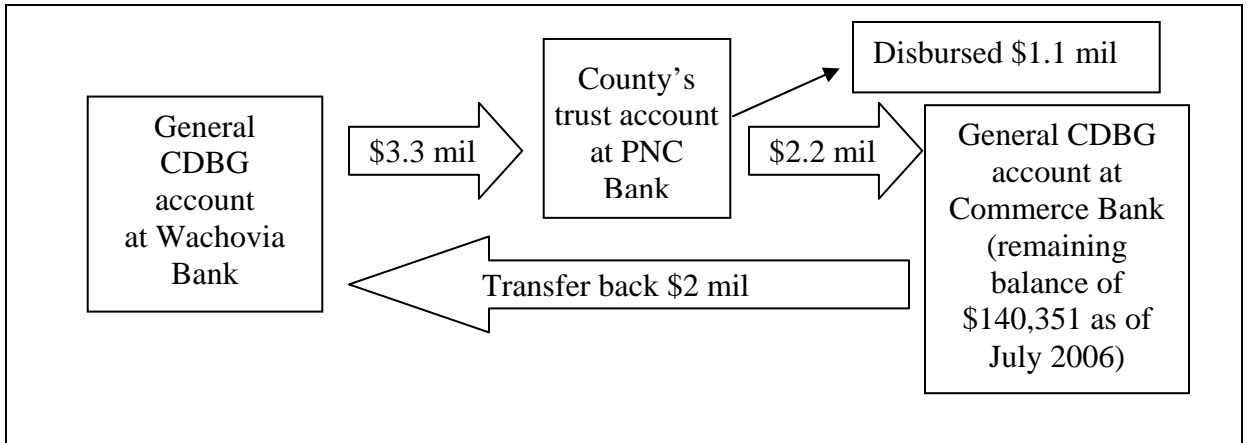 General
CDBG
account
at Wachovia
Bank
$3.3 mil
County’s
trust account
at PNC
Bank
Disbursed $1.1 mil
$2.2 mil
General CDBG
account at
Commerce Bank
(remaining
balance of
$140,351 as of
July 2006)
Transfer back $2 mil